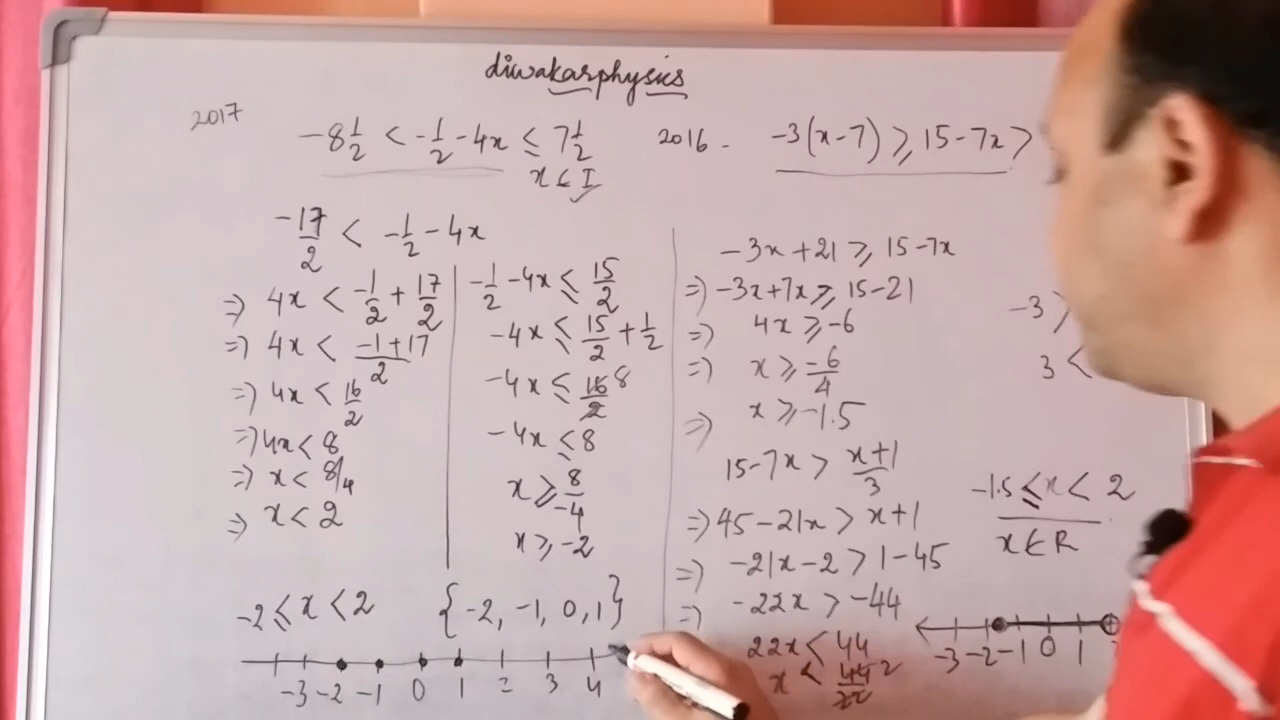 diwakarphysics
2017
-8½ < -½ - 4x ≤ 7½
x ∈ I
-17/2 < -½ - 4x
⇒ 4x < -1/2 + 17/2
⇒ 4x < (-1+17)/2
⇒ 4x < 16/2
⇒ 4x < 8
⇒ x < 8/4
⇒ x < 2
-½ - 4x ≤ 15/2
-4x ≤ 15/2 + ½
-4x ≤ 16/2 8
-4x ≤ 8
x ≥ 8/-4
x ≥ -2
-2 ≤ x < 2 {-2, -1, 0, 1}
-3 -2 -1 0 1 2 3 4
2016 - -3(x-7) ≥ 15-7x >
-3x+21 ≥ 15-7x
⇒ -3x+7x ≥ 15-21
⇒ 4x ≥ -6
⇒ x ≥ -6/4
⇒ x ≥ -1.5
15-7x > (x+1)/3
⇒ 45-21x > x+1
⇒ -21x-2 > 1-45
⇒ -22x > -44
22x < 44
x < 44/22 2
-3 >
3 <
-1.5 ≤ x < 2
x ∈ R
-3 -2 -1 0 1